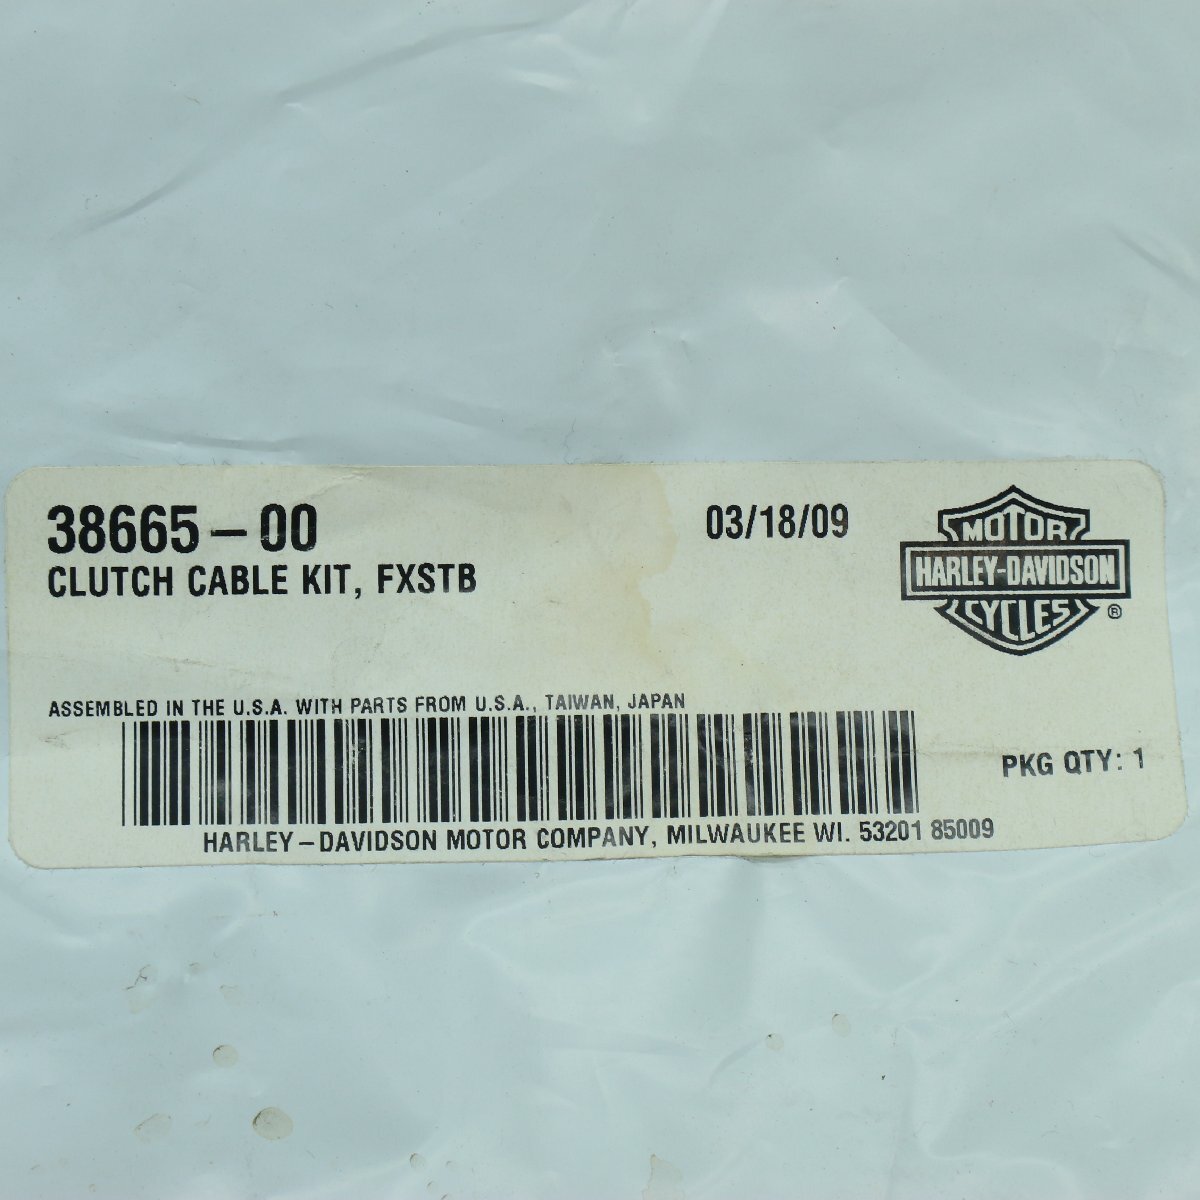 38665-00
03/18/09
CLUTCH CABLE KIT, FXSTB
MOTOR
HARLEY-DAVIDSON
CYCLES
®
ASSEMBLED IN THE U.S.A. WITH PARTS FROM U.S.A., TAIWAN, JAPAN
PKG QTY: 1
HARLEY-DAVIDSON MOTOR COMPANY, MILWAUKEE WI. 53201 85009